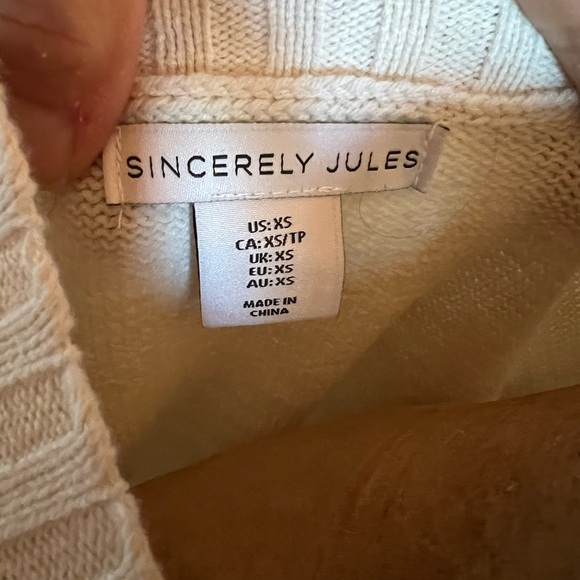 SINCERELY JULES
US: XS
CA: XS/TP
UK: XS
EU: XS
AU: XS
MADE IN
CHINA